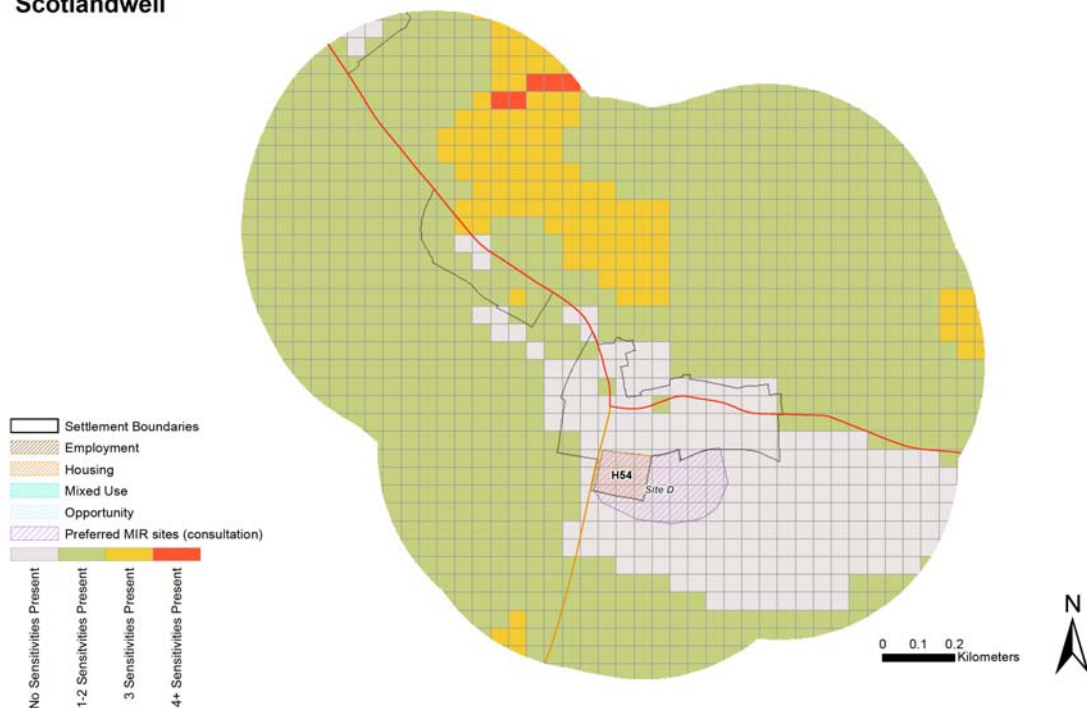 Scotlandwell
H54
Site D
Settlement Boundaries
Employment
Housing
Mixed Use
Opportunity
Preferred MIR sites (consultation)
No Sensitivities Present
1-2 Sensitvities Present
3 Sensitivities Present
4+ Sensitivities Present
0 0.1 0.2
Kilometers
N